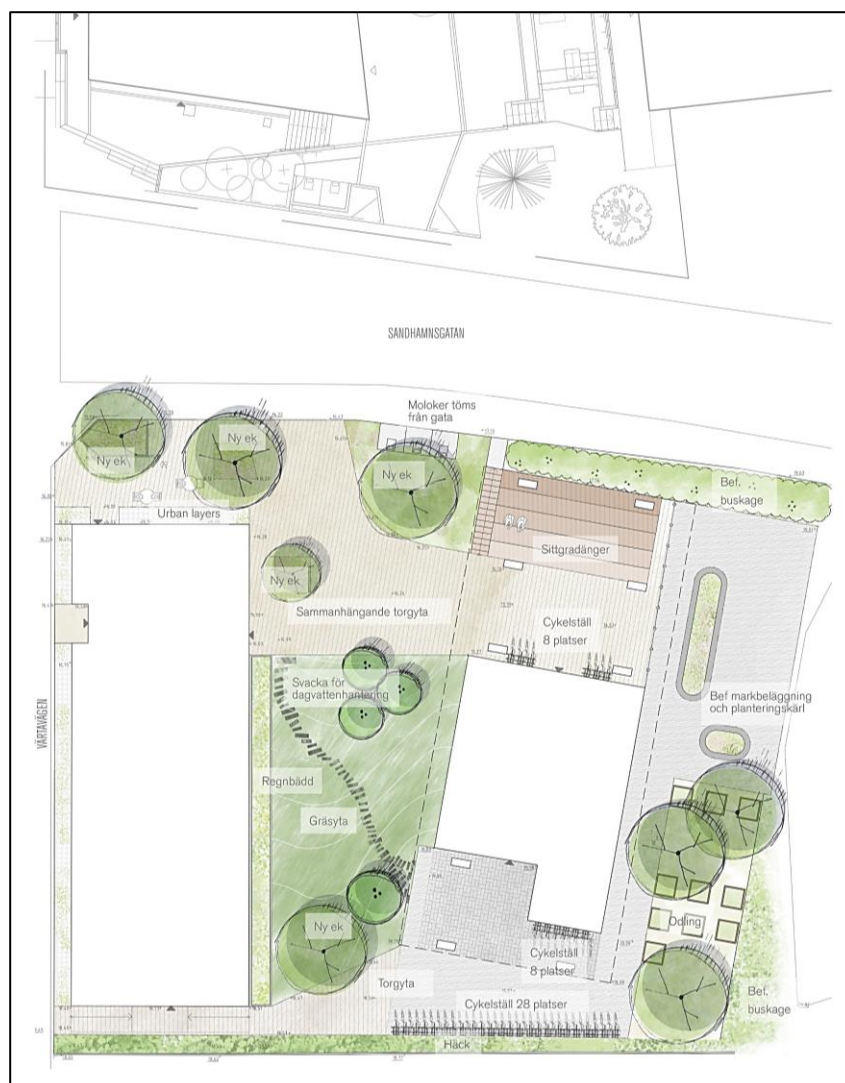 SANDHAMNSGATAN
Moloker töms
från gata
Ny ek
Ny ek
Ny ek
Bef.
buskage
Urban layers
Sittgradänger
Ny ek
Sammanhängande torgyta
Cykelställ
8 platser
Svacka för
dagvattenhantering
Bef markbeläggning
och planteringskärl
VÄRTAVÄGEN
Regnbädd
Gräsyta
Ny ek
Odling
Cykelställ
8 platser
Torgyta
Cykelställ 28 platser
Bef.
buskage
Häck